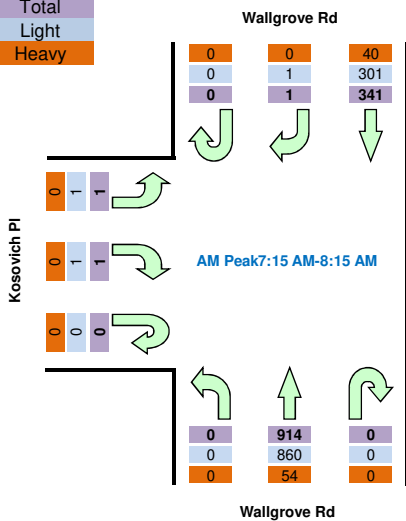 Total
Light
Heavy
Wallgrove Rd
0 0 40
0 1 301
0 1 341
0 1 1
Kosovich Pl
0 1 1
AM Peak7:15 AM-8:15 AM
0 0 0
0 914 0
0 860 0
0 54 0
Wallgrove Rd